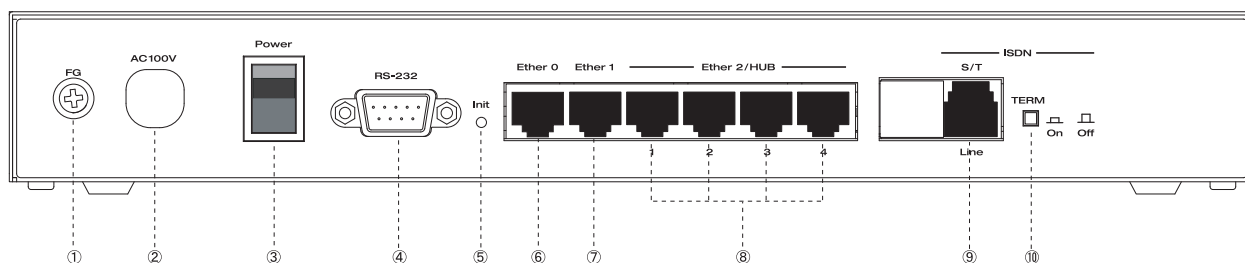 ISDN
Power
S/T
AC100V
Ether 0 Ether 1 Ether 2/HUB
FG
RS-232
Init
TERM
On Off
1 2 3 4
Line
① ② ③ ④ ⑤ ⑥ ⑦ ⑧ ⑨ ⑩